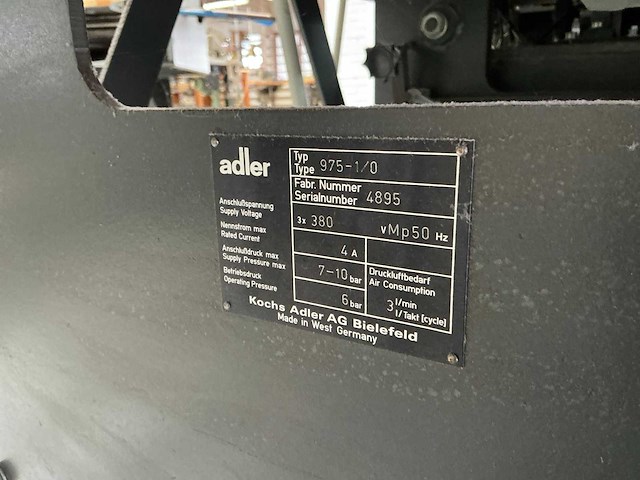 adler
Typ
Type 975-1/0
Fabr. Nummer
Serialnumber 4895
Anschlußspannung
Supply Voltage
3x 380 vMp50 Hz
Nennstrom max
Rated Current
4 A
Anschlußdruck max
Supply Pressure max
7-10 bar
Betriebsdruck
Operating Pressure
6 bar
Druckluftbedarf
Air Consumption
3 l/min
l/Takt [cycle]
Kochs Adler AG Bielefeld
Made in West Germany